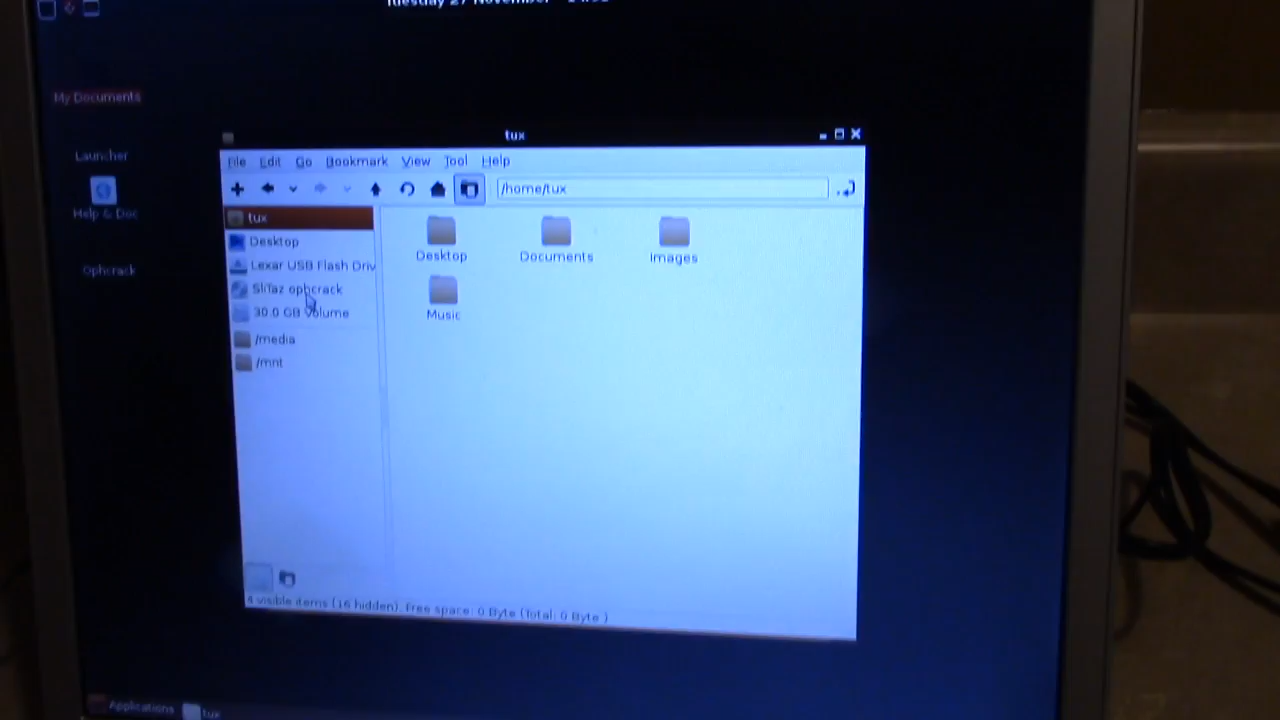 Tuesday 27 November
My Documents
Launcher
Help & Doc
Ophcrack
tux
File Edit Go Bookmark View Tool Help
/home/tux
tux
Desktop
Lexar USB Flash Driv
SliTaz ophcrack
30.0 GB Volume
/media
/mnt
Desktop
Documents
Images
Music
4 visible items (16 hidden), Free space: 0 Byte (Total: 0 Byte )
Applications
tux